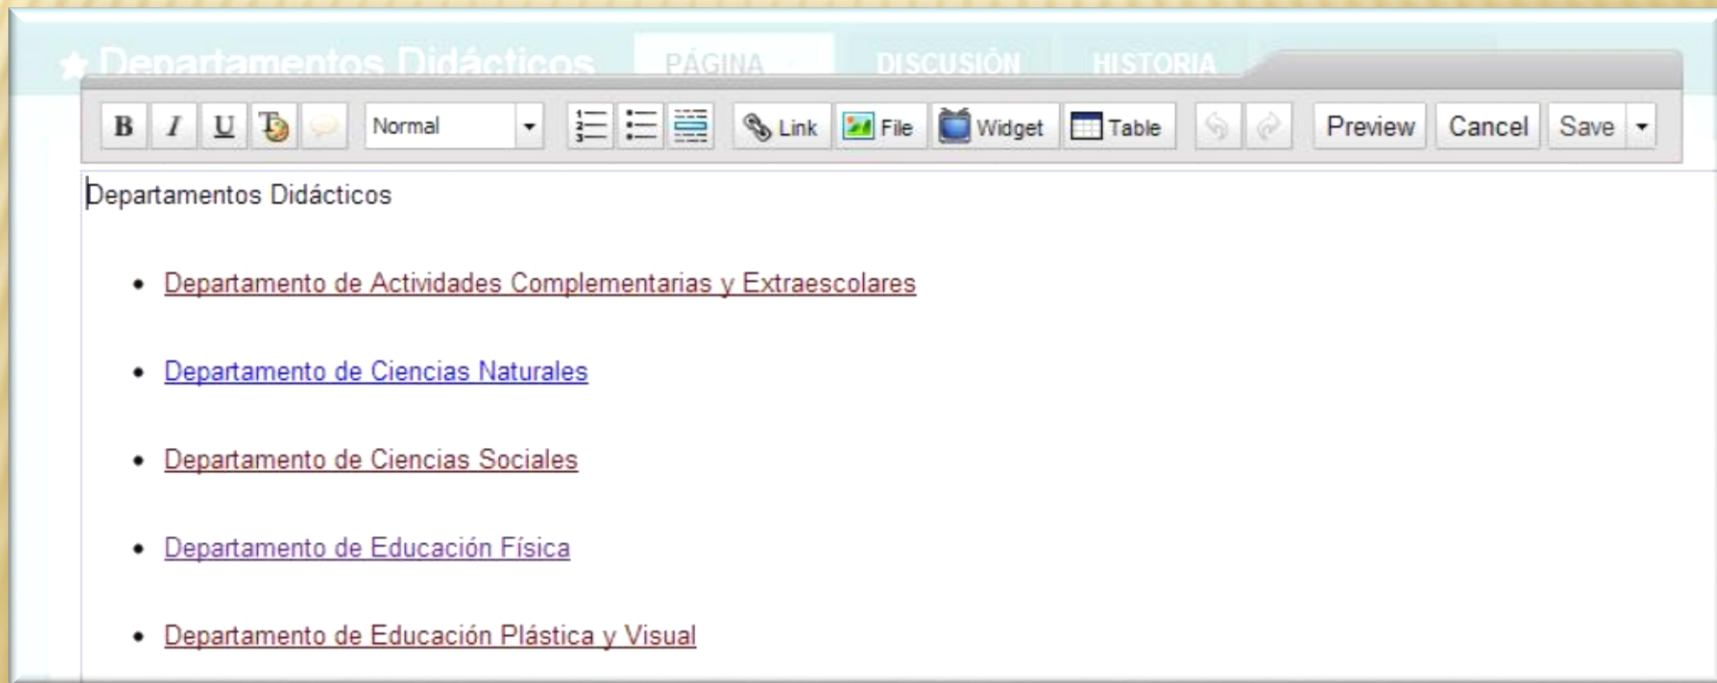 Departamentos Didácticos PÁGINA DISCUSIÓN HISTORIA
B I U T Normal Link File Widget Table Preview Cancel Save
Departamentos Didácticos
Departamento de Actividades Complementarias y Extraescolares
Departamento de Ciencias Naturales
Departamento de Ciencias Sociales
Departamento de Educación Física
Departamento de Educación Plástica y Visual